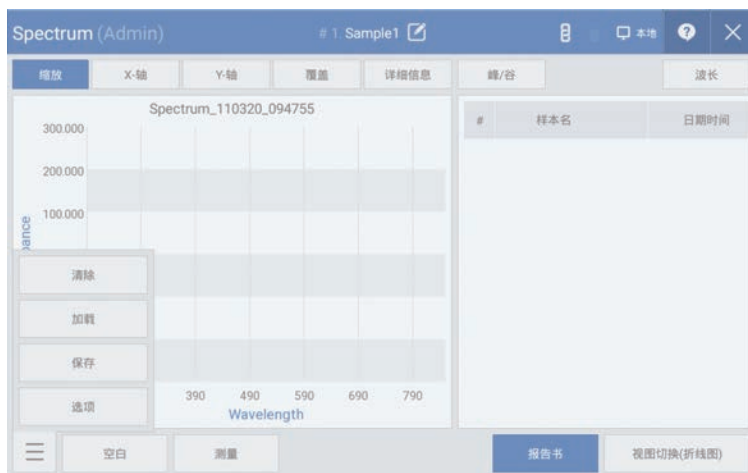 Spectrum (Admin)
# 1. Sample1
本地
缩放
X-轴
Y-轴
覆盖
详细信息
峰/谷
波长
Spectrum_110320_094755
300.000
200.000
100.000
#
样本名
日期时间
清除
加载
保存
选项
390 490 590 690 790
Wavelength
空白
测量
报告书
视图切换(折线图)